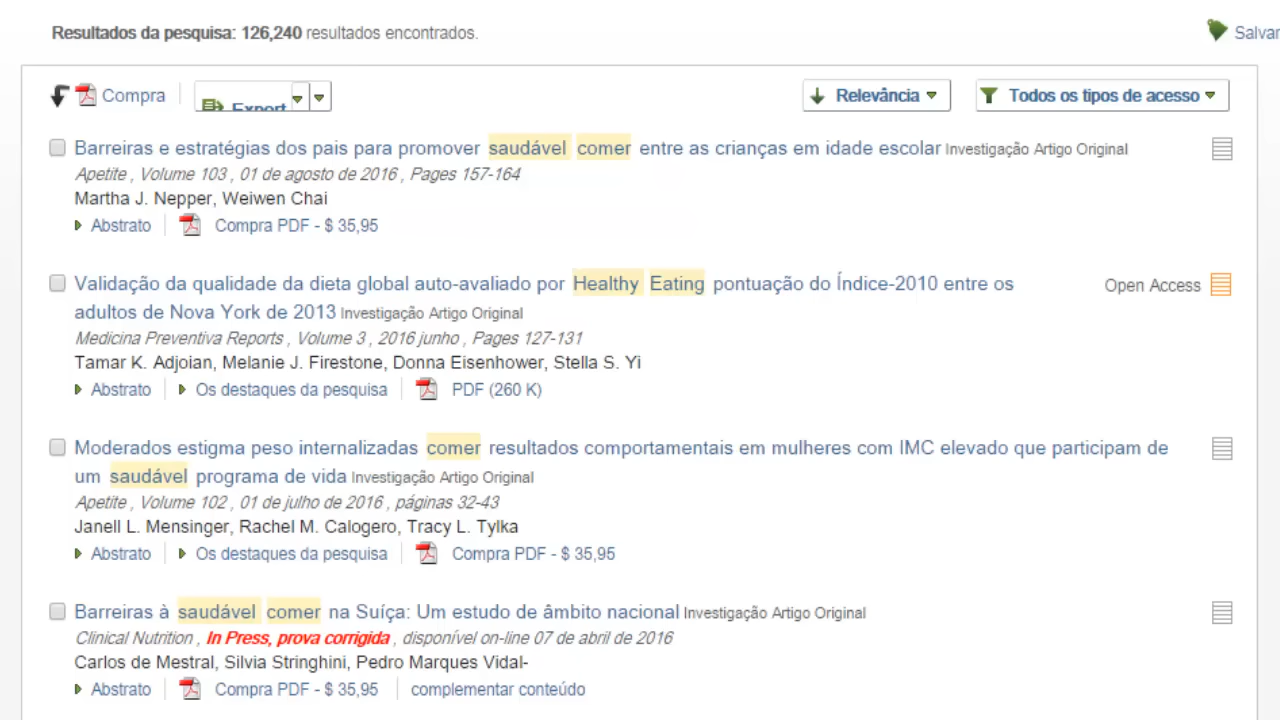 Resultados da pesquisa: 126,240 resultados encontrados.
Salvar
Compra
Export
Relevância
Todos os tipos de acesso
Barreiras e estratégias dos pais para promover saudável comer entre as crianças em idade escolar Investigação Artigo Original
Apetite , Volume 103 , 01 de agosto de 2016 , Pages 157-164
Martha J. Nepper, Weiwen Chai
Abstrato
Compra PDF - $ 35,95
Validação da qualidade da dieta global auto-avaliado por Healthy Eating pontuação do Índice-2010 entre os
Open Access
adultos de Nova York de 2013 Investigação Artigo Original
Medicina Preventiva Reports , Volume 3 , 2016 junho , Pages 127-131
Tamar K. Adjoian, Melanie J. Firestone, Donna Eisenhower, Stella S. Yi
Abstrato
Os destaques da pesquisa
PDF (260 K)
Moderados estigma peso internalizadas comer resultados comportamentais em mulheres com IMC elevado que participam de
um saudável programa de vida Investigação Artigo Original
Apetite , Volume 102 , 01 de julho de 2016 , páginas 32-43
Janell L. Mensinger, Rachel M. Calogero, Tracy L. Tylka
Abstrato
Os destaques da pesquisa
Compra PDF - $ 35,95
Barreiras à saudável comer na Suíça: Um estudo de âmbito nacional Investigação Artigo Original
Clinical Nutrition , In Press, prova corrigida , disponível on-line 07 de abril de 2016
Carlos de Mestral, Silvia Stringhini, Pedro Marques Vidal-
Abstrato
Compra PDF - $ 35,95
complementar conteúdo